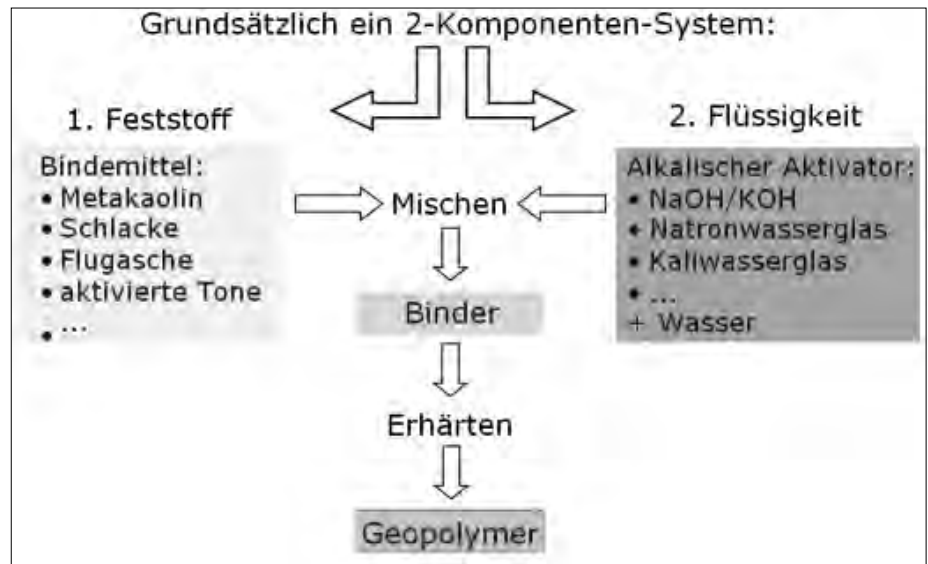 Grundsätzlich ein 2-Komponenten-System:
1. Feststoff
Bindemittel:
• Metakaolin
• Schlacke
• Flugasche
• aktivierte Tone
• ...
2. Flüssigkeit
Alkalischer Aktivator:
• NaOH/KOH
• Natronwasserglas
• Kaliwasserglas
• ...
+ Wasser
Mischen
Binder
Erhärten
Geopolymer